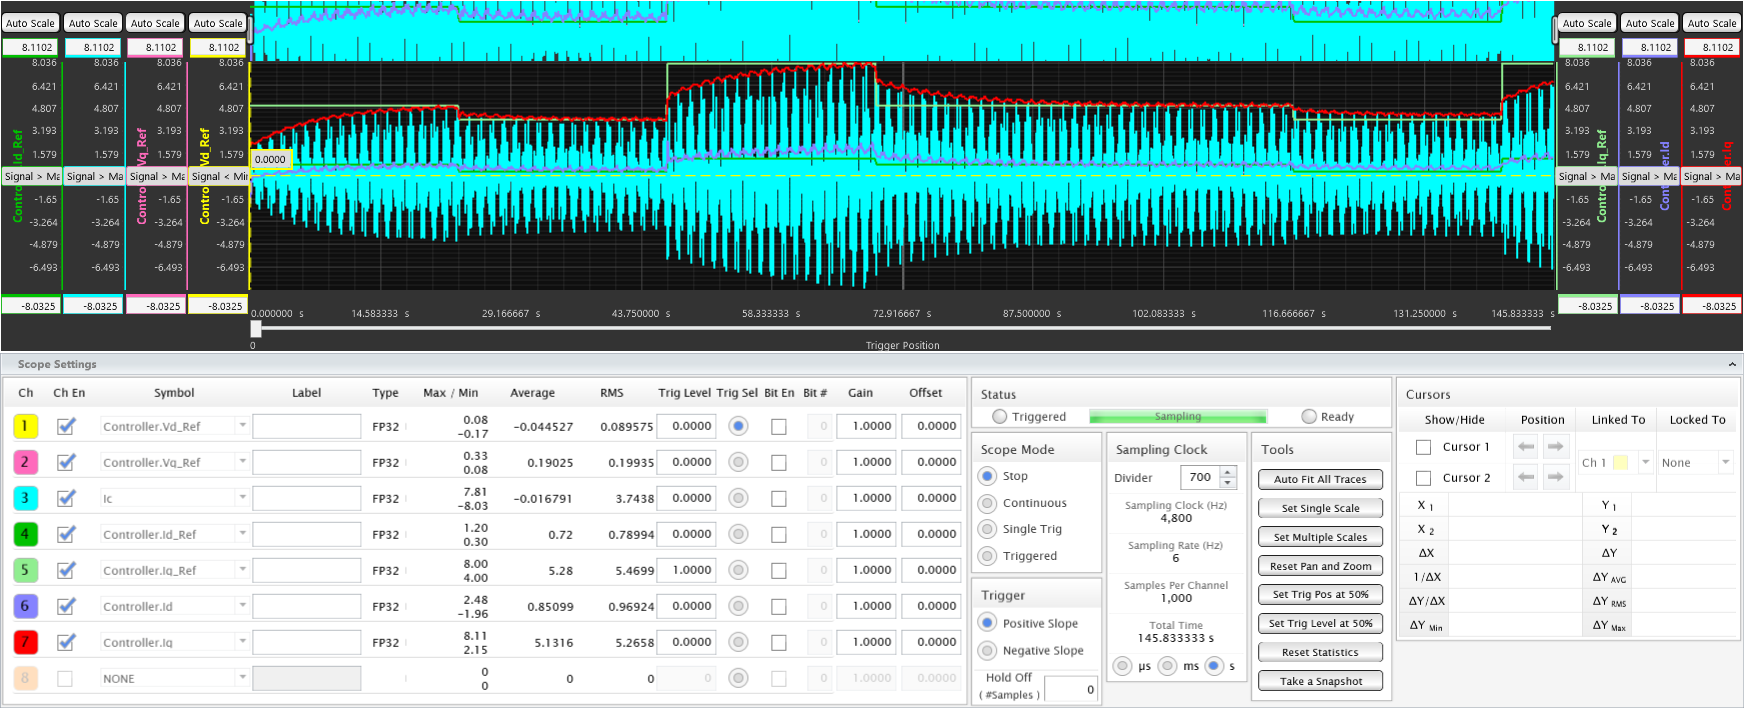 Auto Scale Auto Scale Auto Scale Auto Scale Auto Scale Auto Scale Auto Scale
8.1102 8.1102 8.1102 8.1102 8.1102 8.1102 8.1102
8.036 8.036 8.036 8.036 8.036 8.036 8.036
6.421 6.421 6.421 6.421 6.421 6.421 6.421
4.807 4.807 4.807 4.807 4.807 4.807 4.807
3.193 3.193 3.193 3.193 3.193 3.193 3.193
1.579 1.579 1.579 1.579 1.579 1.579 1.579
0.0000
Signal > Ma Signal > Ma Signal > Ma Signal > Mi Signal > Ma Signal > Ma Signal > Ma
-1.65 -1.65 -1.65 -1.65 -1.65 -1.65 -1.65
-3.264 -3.264 -3.264 -3.264 -3.264 -3.264 -3.264
-4.879 -4.879 -4.879 -4.879 -4.879 -4.879 -4.879
-6.493 -6.493 -6.493 -6.493 -6.493 -6.493 -6.493
-8.0325 -8.0325 -8.0325 -8.0325 -8.0325 -8.0325 -8.0325
0.000000 s 14.583333 s 29.166667 s 43.750000 s 58.333333 s 72.916667 s 87.500000 s 102.083333 s 116.666667 s 131.250000 s 145.833333 s
0 Trigger Position
Scope Settings
Ch Ch En Symbol Label Type Max / Min Average RMS Trig Level Trig Sel Bit En Bit # Gain Offset
1 Controller.Vd_Ref FP32 0.08 -0.17 -0.044527 0.089575 0.0000 0 1.0000 0.0000
2 Controller.Vq_Ref FP32 0.33 0.08 0.19025 0.19935 0.0000 0 1.0000 0.0000
3 Ic FP32 7.81 -8.03 -0.016791 3.7438 0.0000 0 1.0000 0.0000
4 Controller.Id_Ref FP32 1.20 0.30 0.72 0.78994 0.0000 0 1.0000 0.0000
5 Controller.Iq_Ref FP32 8.00 4.00 5.28 5.4699 1.0000 0 1.0000 0.0000
6 Controller.Id FP32 2.48 -1.96 0.85099 0.96924 0.0000 0 1.0000 0.0000
7 Controller.Iq FP32 8.11 2.15 5.1316 5.2658 0.0000 0 1.0000 0.0000
8 NONE 0 0 0 0 0 0 1.0000 0.0000
Status
Triggered Sampling Ready
Scope Mode
Stop
Continuous
Single Trig
Triggered
Trigger
Positive Slope
Negative Slope
Hold Off
( #Samples ) 0
Sampling Clock
Divider 700
Sampling Clock (Hz)
4,800
Sampling Rate (Hz)
6
Samples Per Channel
1,000
Total Time
145.833333 s
µs ms s
Tools
Auto Fit All Traces
Set Single Scale
Set Multiple Scales
Reset Pan and Zoom
Set Trig Pos at 50%
Set Trig Level at 50%
Reset Statistics
Take a Snapshot
Cursors
Show/Hide Position Linked To Locked To
Cursor 1
Ch 1 None
Cursor 2
X 1 Y 1
X 2 Y 2
ΔX ΔY
1/ΔX ΔY AVG
ΔY/ΔX ΔY RMS
ΔY Min ΔY Max